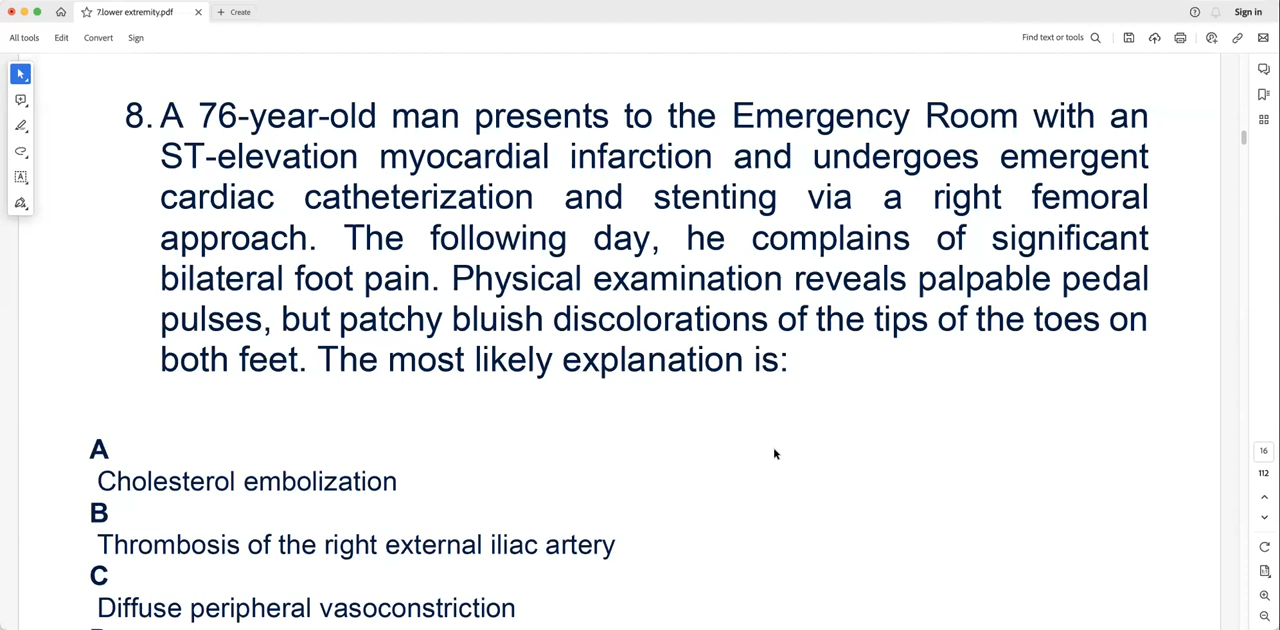 7.lower extremity.pdf
Create
Sign in
All tools Edit Convert Sign
Find text or tools
8. A 76-year-old man presents to the Emergency Room with an
ST-elevation myocardial infarction and undergoes emergent
cardiac catheterization and stenting via a right femoral
approach. The following day, he complains of significant
bilateral foot pain. Physical examination reveals palpable pedal
pulses, but patchy bluish discolorations of the tips of the toes on
both feet. The most likely explanation is:
A
Cholesterol embolization
B
Thrombosis of the right external iliac artery
C
Diffuse peripheral vasoconstriction
16
112